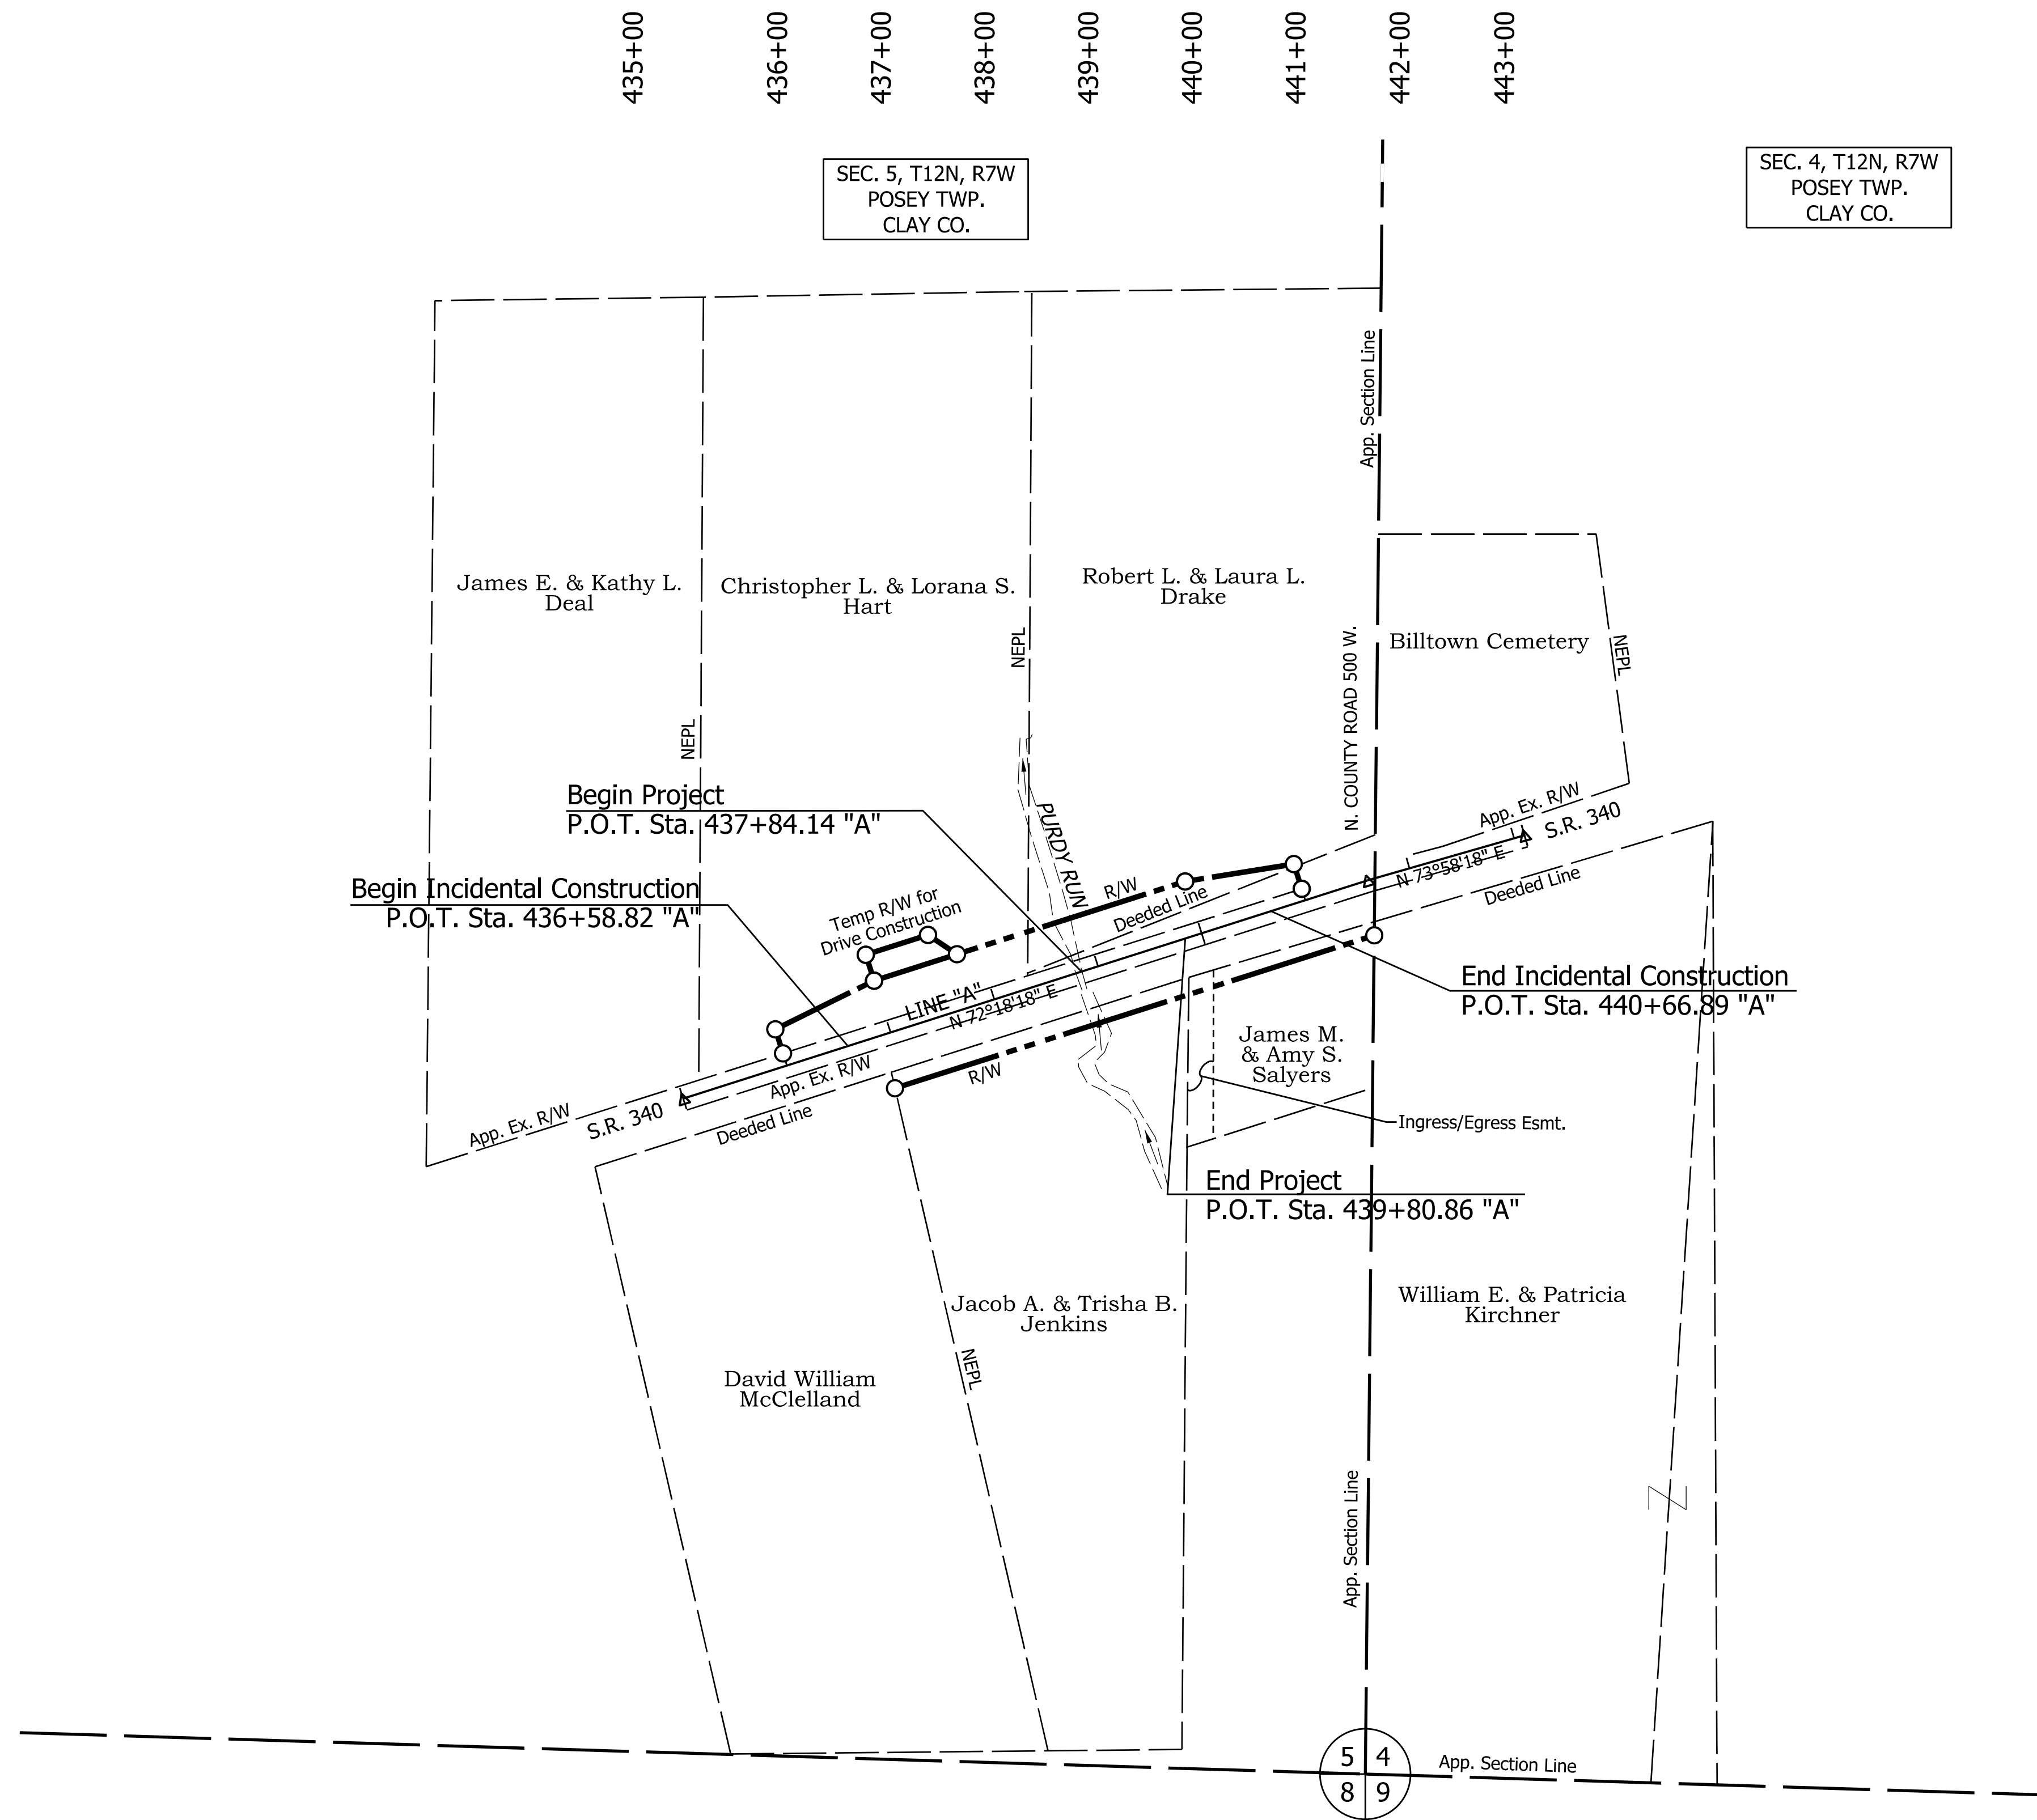 435+00
436+00
437+00
438+00
439+00
440+00
441+00
442+00
443+00
SEC. 5, T12N, R7W
POSEY TWP.
CLAY CO.
SEC. 4, T12N, R7W
POSEY TWP.
CLAY CO.
App. Section Line
James E. & Kathy L.
Deal
Christopher L. & Lorana S.
Hart
Robert L. & Laura L.
Drake
Billtown Cemetery
NEPL
NEPL
NEPL
N. COUNTY ROAD 500 W.
Begin Project
P.O.T. Sta. 437+84.14 "A"
PURDY RUN
App. Ex. R/W
S.R. 340
N 73°58'18" E
Deeded Line
Begin Incidental Construction
P.O.T. Sta. 436+58.82 "A"
Temp R/W for
Drive Construction
R/W
Deeded Line
End Incidental Construction
P.O.T. Sta. 440+66.89 "A"
LINE "A"
N 72°18'18" E
App. Ex. R/W
R/W
James M.
& Amy S.
Salyers
Ingress/Egress Esmt.
App. Ex. R/W
S.R. 340
Deeded Line
End Project
P.O.T. Sta. 439+80.86 "A"
Jacob A. & Trisha B.
Jenkins
William E. & Patricia
Kirchner
David William
McClelland
NEPL
App. Section Line
5 4
8 9
App. Section Line